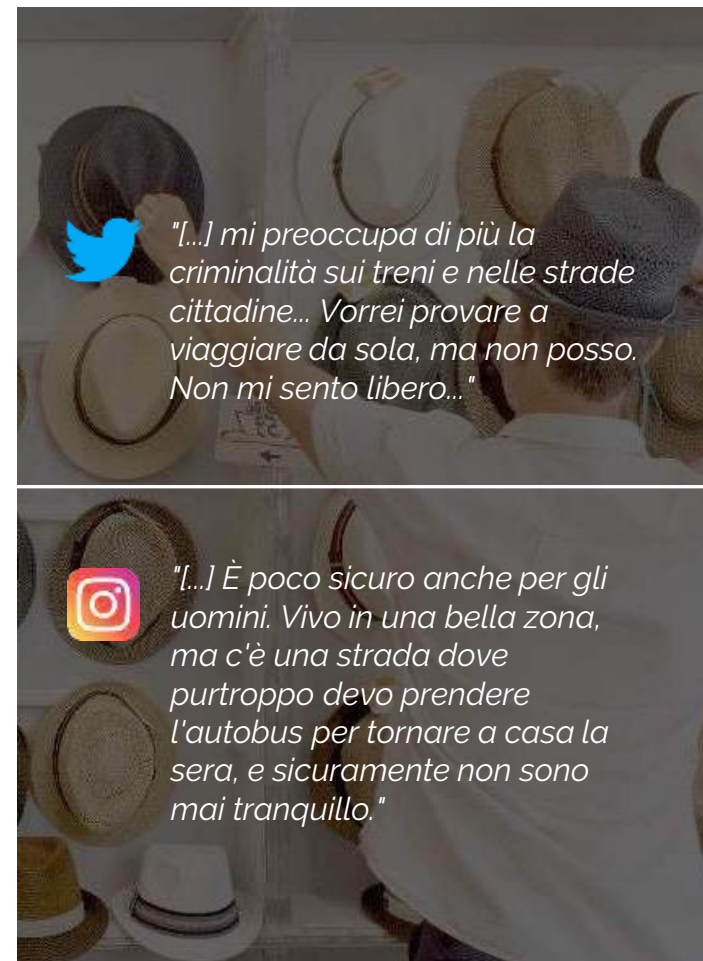 "[...] mi preoccupa di più la
criminalità sui treni e nelle strade
cittadine... Vorrei provare a
viaggiare da sola, ma non posso.
Non mi sento libero..."
"[...] È poco sicuro anche per gli
uomini. Vivo in una bella zona,
ma c'è una strada dove
purtroppo devo prendere
l'autobus per tornare a casa la
sera, e sicuramente non sono
mai tranquillo."